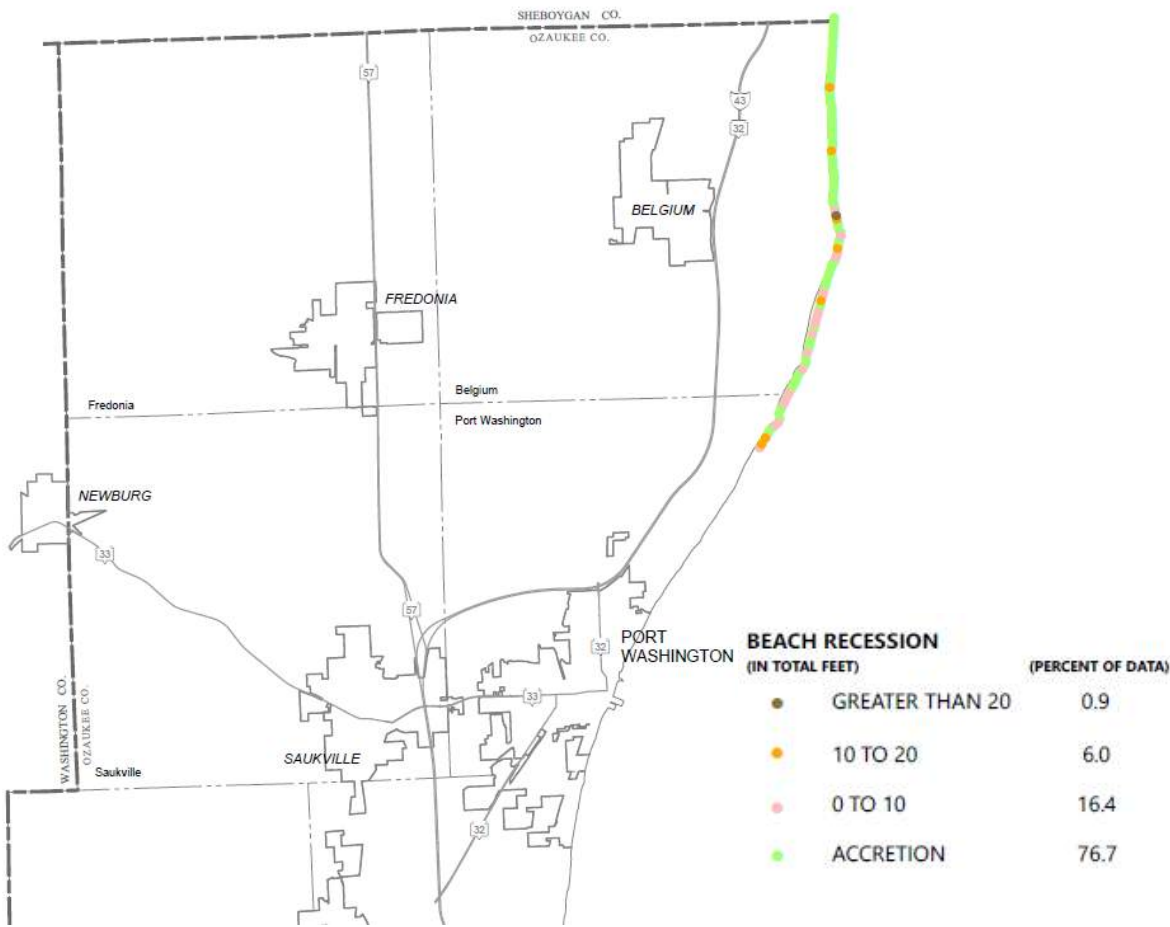 SHEBOYGAN CO.
OZAUKEE CO.
57
43
32
BELGIUM
FREDONIA
Fredonia
Belgium
Port Washington
NEWBURG
33
57
32
PORT
WASHINGTON
33
SAUKVILLE
WASHINGTON CO.
OZAUKEE CO.
Saukville
32
BEACH RECESSION
(IN TOTAL FEET) (PERCENT OF DATA)
GREATER THAN 20 0.9
10 TO 20 6.0
0 TO 10 16.4
ACCRETION 76.7